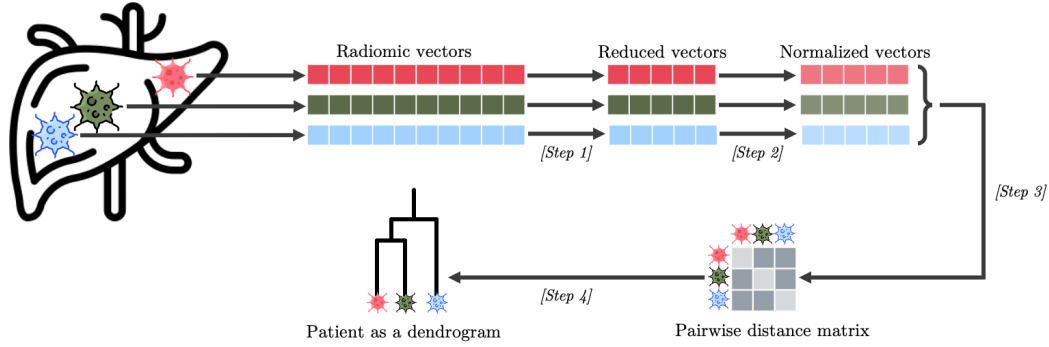 Radiomic vectors
Reduced vectors
Normalized vectors
[Step 1]
[Step 2]
[Step 3]
[Step 4]
Patient as a dendrogram
Pairwise distance matrix